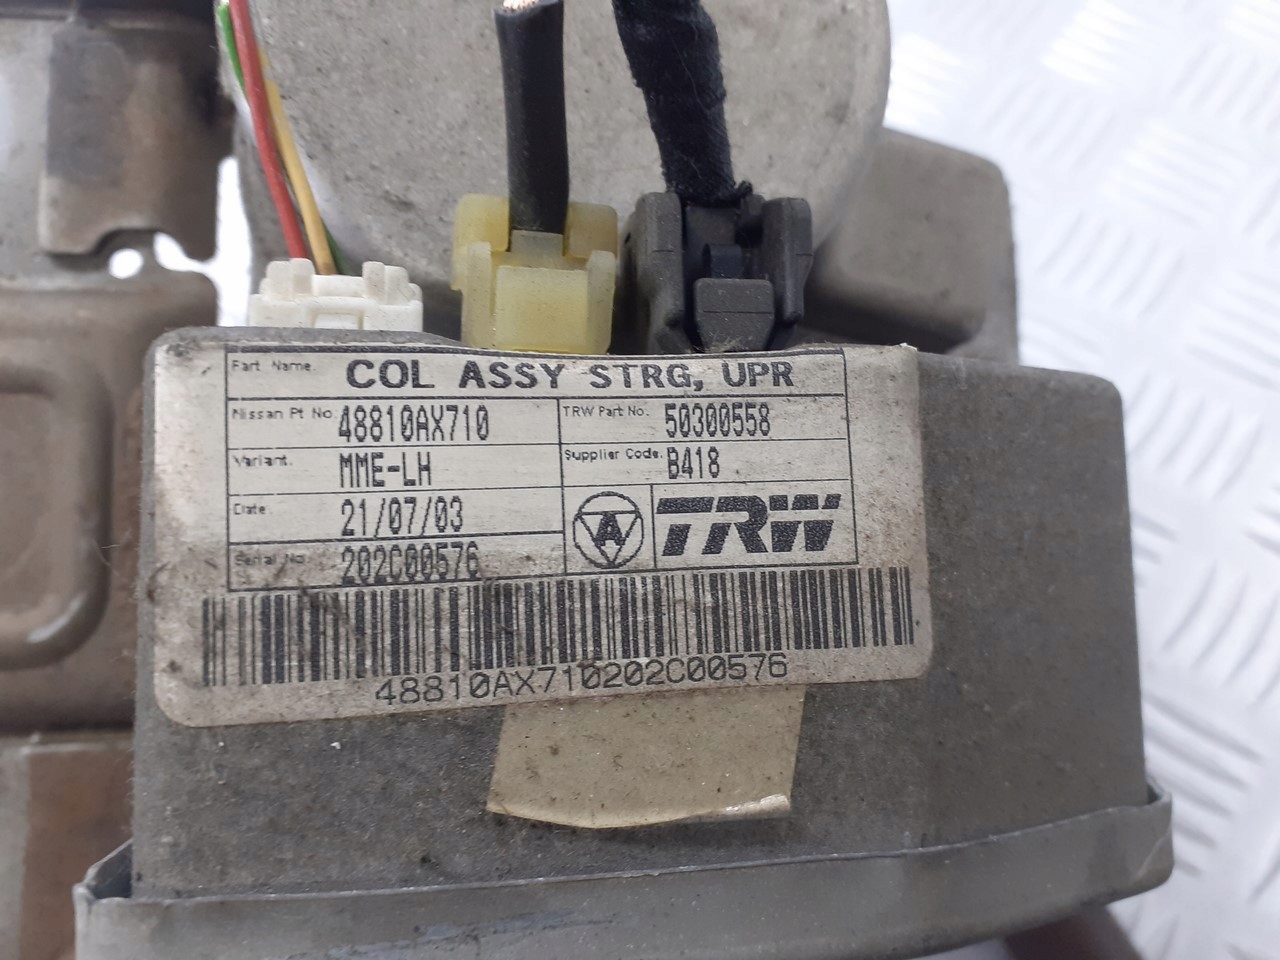 Part Name. COL ASSY STRG, UPR
Nissan Pt No. 48810AX710 TRW Part No. 50300558
Variant. MME-LH Supplier Code. B418
Date. 21/07/03
Serial No. 202C00576
A TRW
48810AX710202C00576